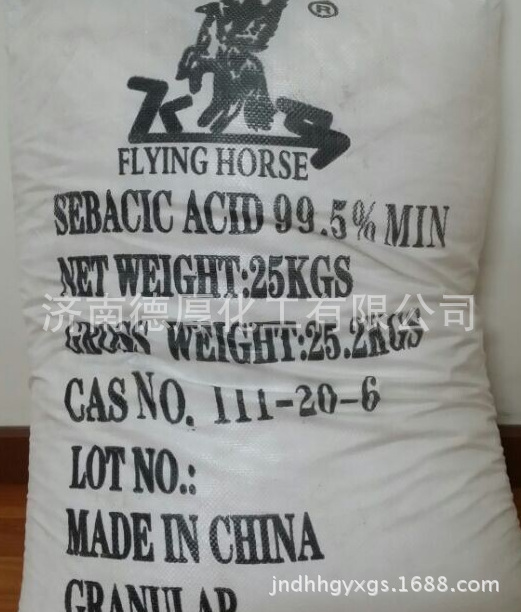 ®
飞马
FLYING HORSE
SEBACIC ACID 99.5% MIN
NET WEIGHT:25KGS
济南德厚化工有限公司
GROSS WEIGHT:25.2KGS
CAS NO. 111-20-6
LOT NO.:
MADE IN CHINA
GRANULAR
jndhhgyxgs.1688.com